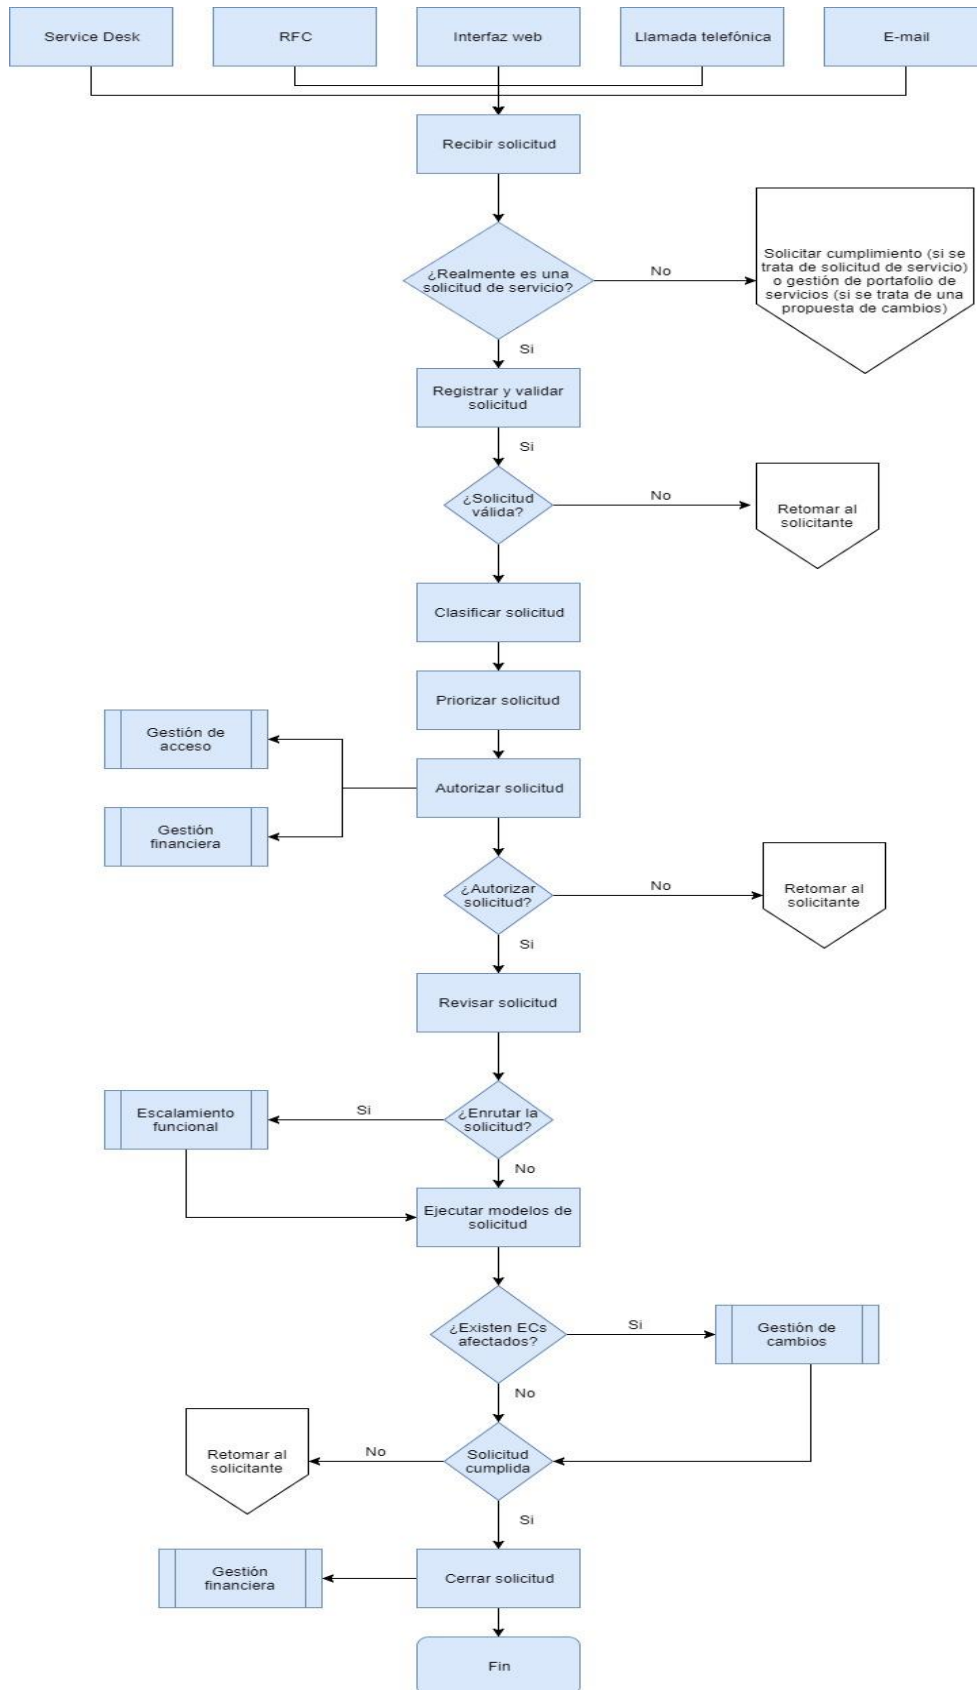 Service Desk
RFC
Interfaz web
Llamada telefónica
E-mail
Recibir solicitud
¿Realmente es una
solicitud de servicio?
No
Solicitar cumplimiento (si se
trata de solicitud de servicio)
o gestión de portafolio de
servicios (si se trata de una
propuesta de cambios)
Si
Registrar y validar
solicitud
Si
¿Solicitud
válida?
No
Retomar al
solicitante
Clasificar solicitud
Priorizar solicitud
Gestión de
acceso
Autorizar solicitud
Gestión
financiera
¿Autorizar
solicitud?
No
Retomar al
solicitante
Si
Revisar solicitud
Escalamiento
funcional
Si
¿Enrutar la
solicitud?
No
Ejecutar modelos de
solicitud
¿Existen ECs
afectados?
Si
Gestión de
cambios
No
Retomar al
solicitante
No
Solicitud
cumplida
Si
Gestión
financiera
Cerrar solicitud
Fin